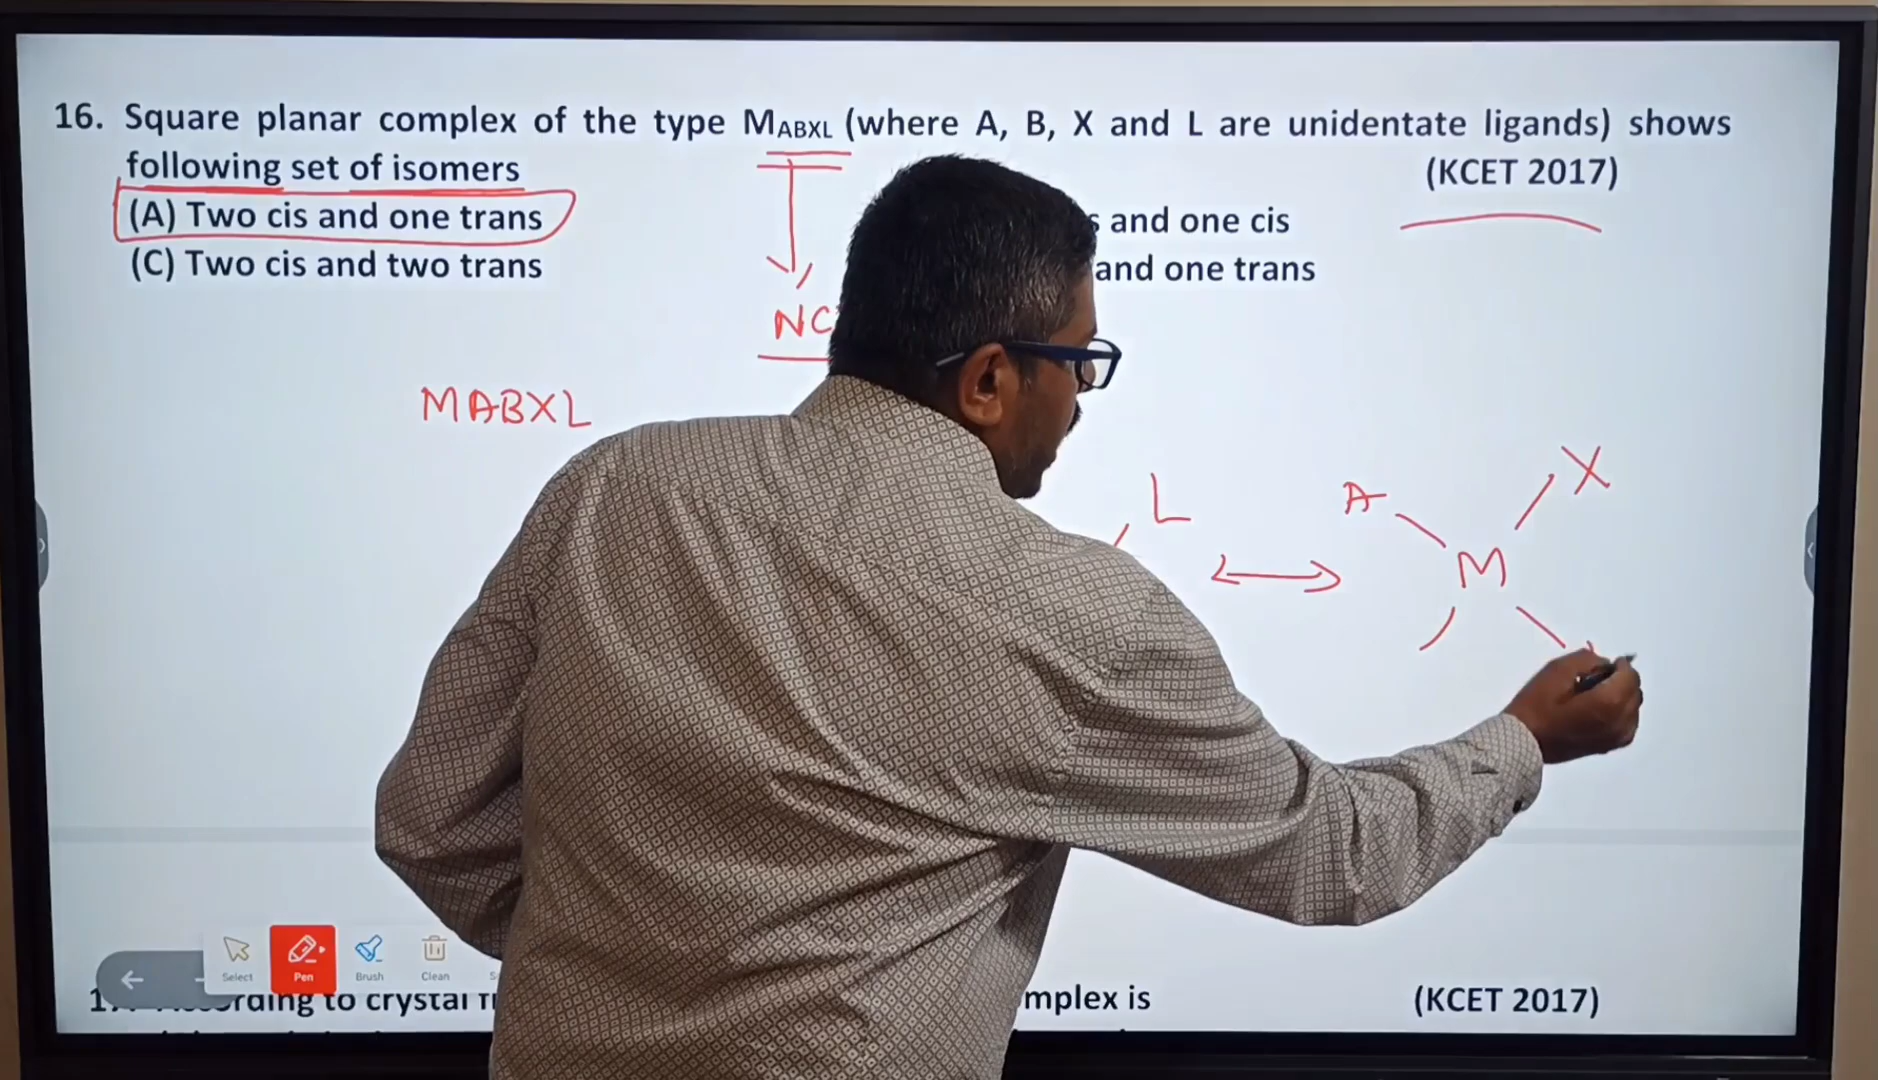 16. Square planar complex of the type MABXL (where A, B, X and L are unidentate ligands) shows
following set of isomers (KCET 2017)
(A) Two cis and one trans and one cis
(C) Two cis and two trans and one trans
NC
MABXL
L
A X
M
Select Pen Brush Clean
to crystal mplex is (KCET 2017)